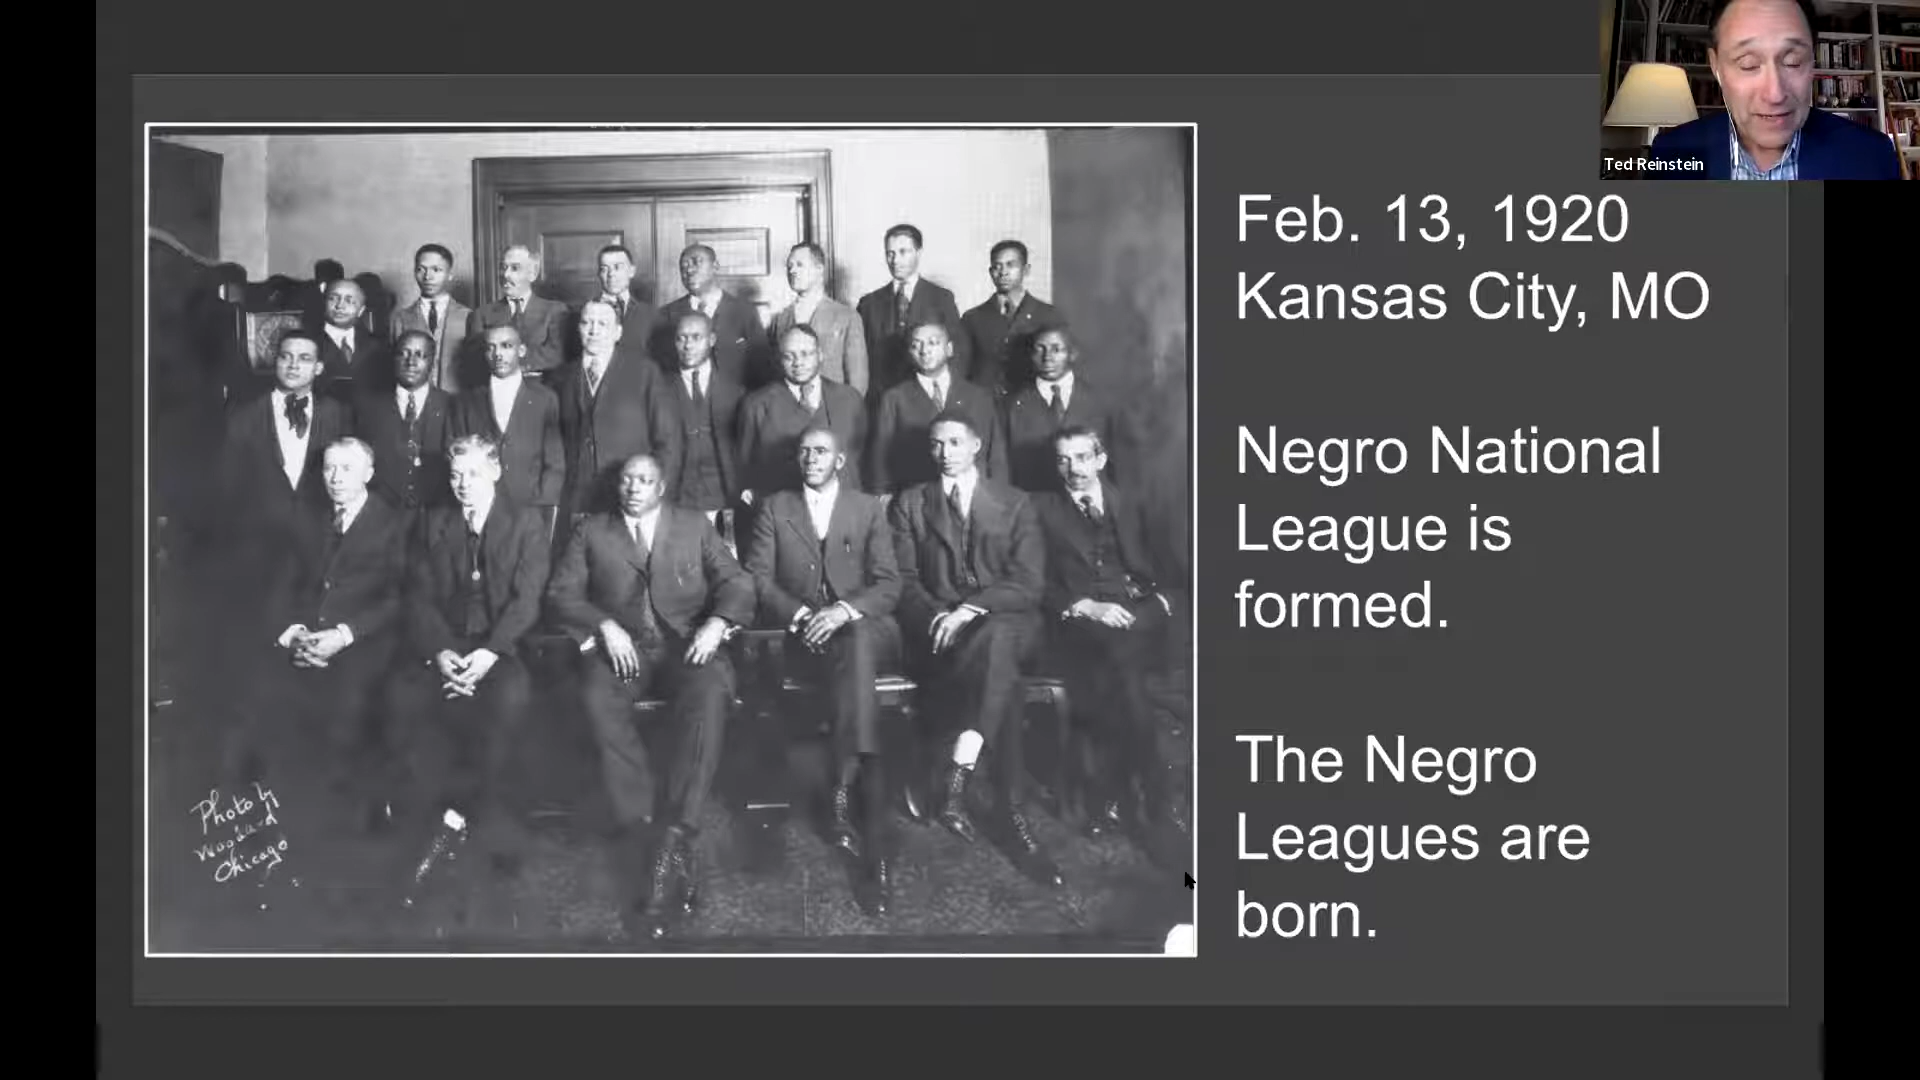 Ted Reinstein
Feb. 13, 1920
Kansas City, MO
Negro National
League is
formed.
The Negro
Leagues are
born.
Photo by
Woodard
Chicago